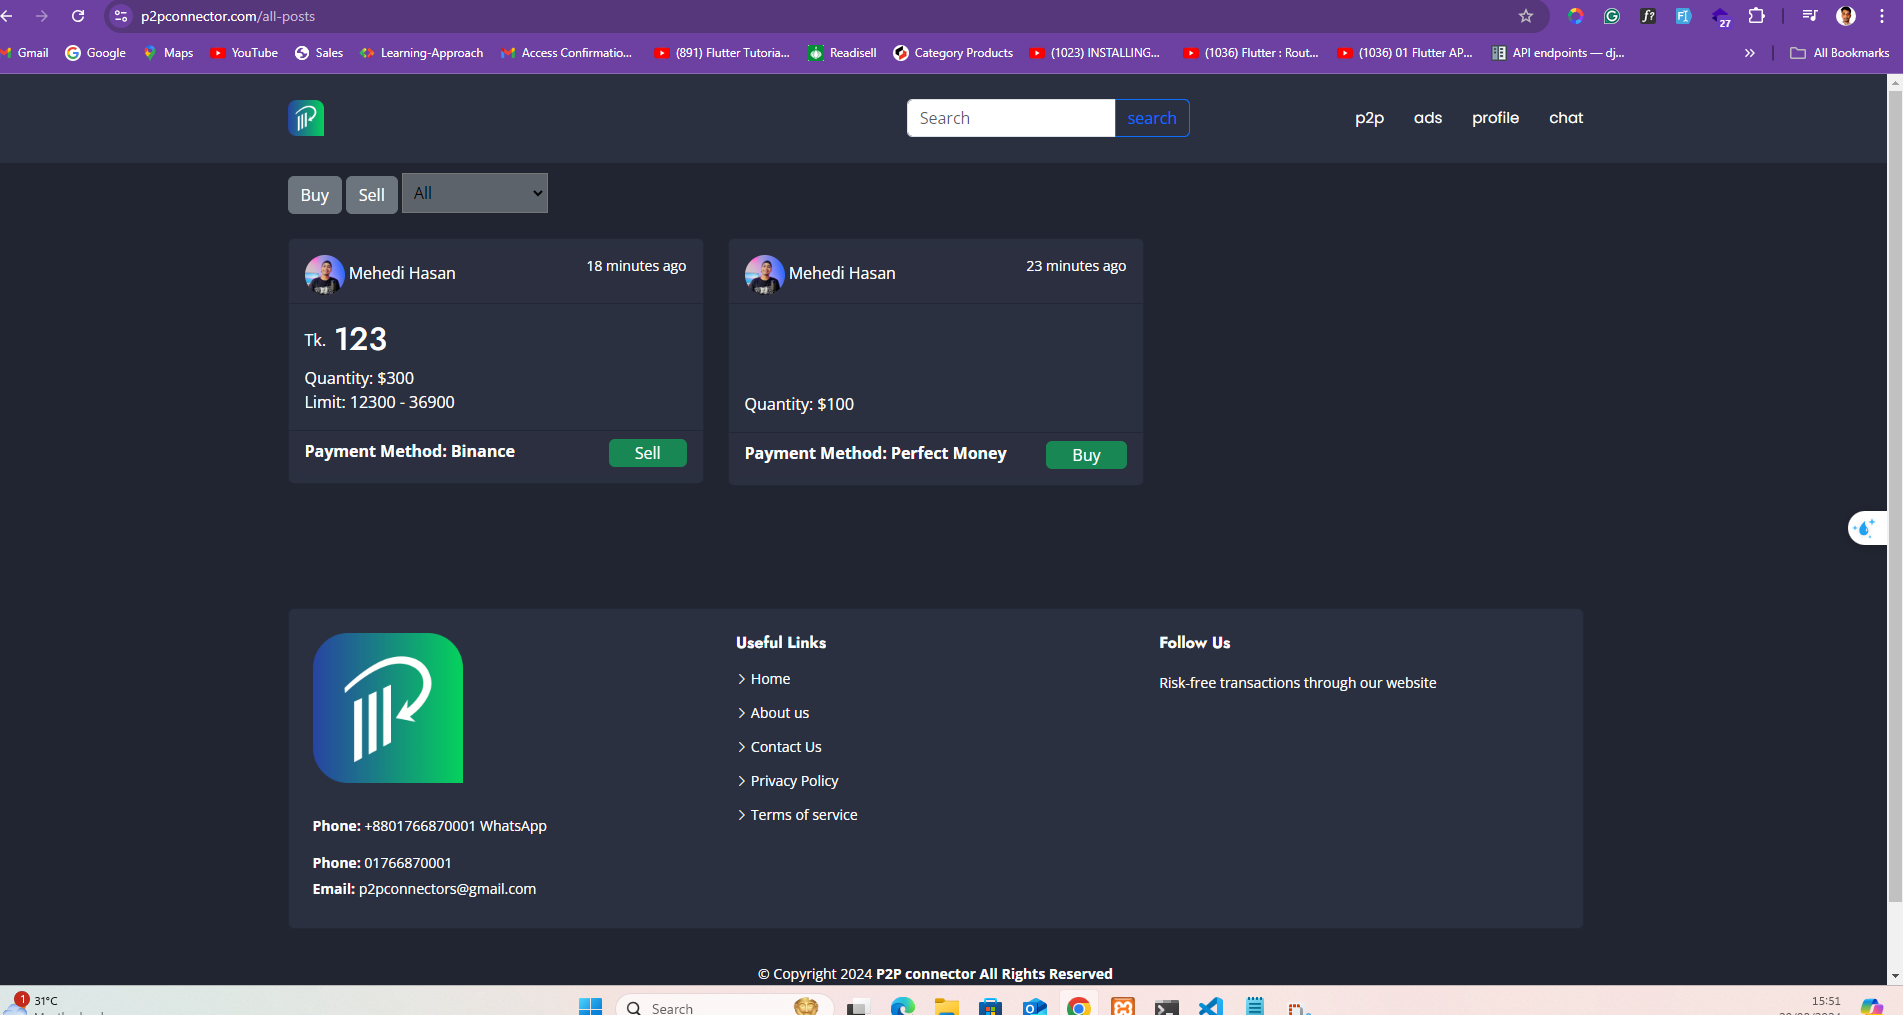 p2pconnector.com/all-posts
27
Gmail
Google
Maps
YouTube
Sales
Learning-Approach
Access Confirmatio...
(891) Flutter Tutoria...
Readisell
Category Products
(1023) INSTALLING...
(1036) Flutter : Rout...
(1036) 01 Flutter AP...
API endpoints — dj...
All Bookmarks
Search
search
p2p
ads
profile
chat
Buy
Sell
All
Mehedi Hasan
18 minutes ago
Tk. 123
Quantity: $300
Limit: 12300 - 36900
Payment Method: Binance
Sell
Mehedi Hasan
23 minutes ago
Quantity: $100
Payment Method: Perfect Money
Buy
Phone: +8801766870001 WhatsApp
Phone: 01766870001
Email: p2pconnectors@gmail.com
Useful Links
Home
About us
Contact Us
Privacy Policy
Terms of service
Follow Us
Risk-free transactions through our website
© Copyright 2024 P2P connector All Rights Reserved
1
31°C
Search
15:51